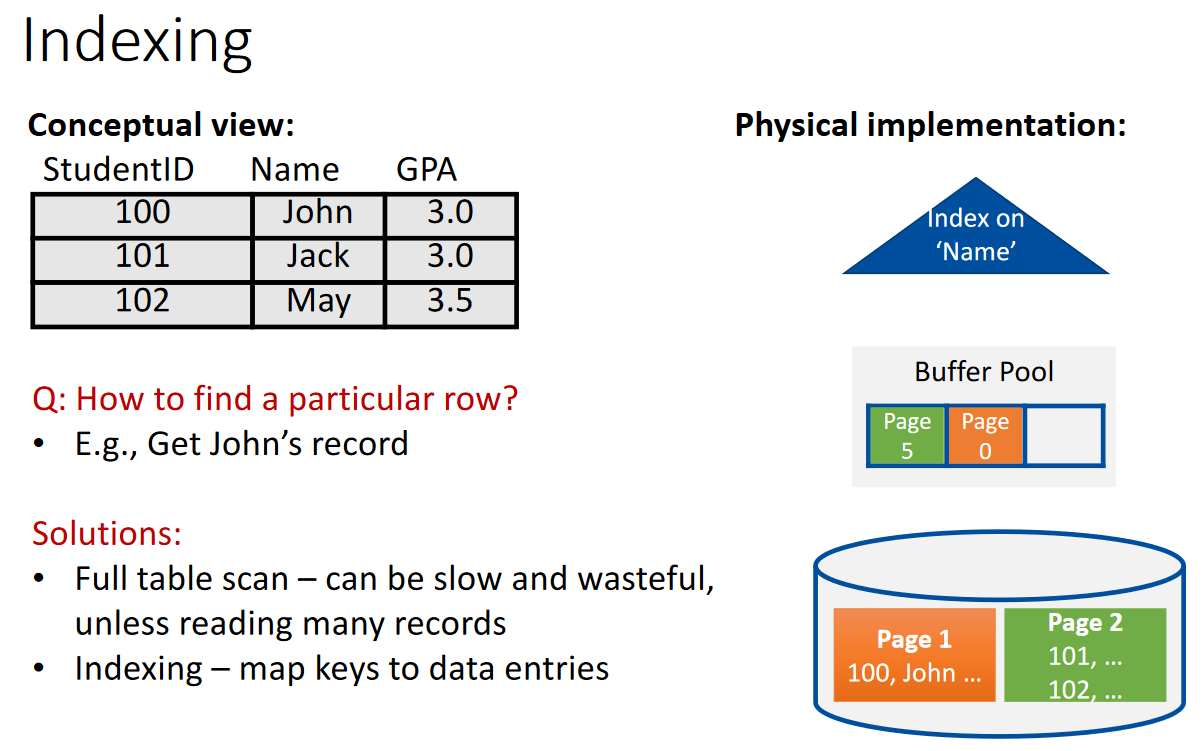 Indexing
Conceptual view:
StudentID Name GPA
100 John 3.0
101 Jack 3.0
102 May 3.5
Q: How to find a particular row?
• E.g., Get John’s record
Solutions:
• Full table scan – can be slow and wasteful,
unless reading many records
• Indexing – map keys to data entries
Physical implementation:
Index on
‘Name’
Buffer Pool
Page
5
Page
0
Page 1
100, John ...
Page 2
101, ...
102, ...